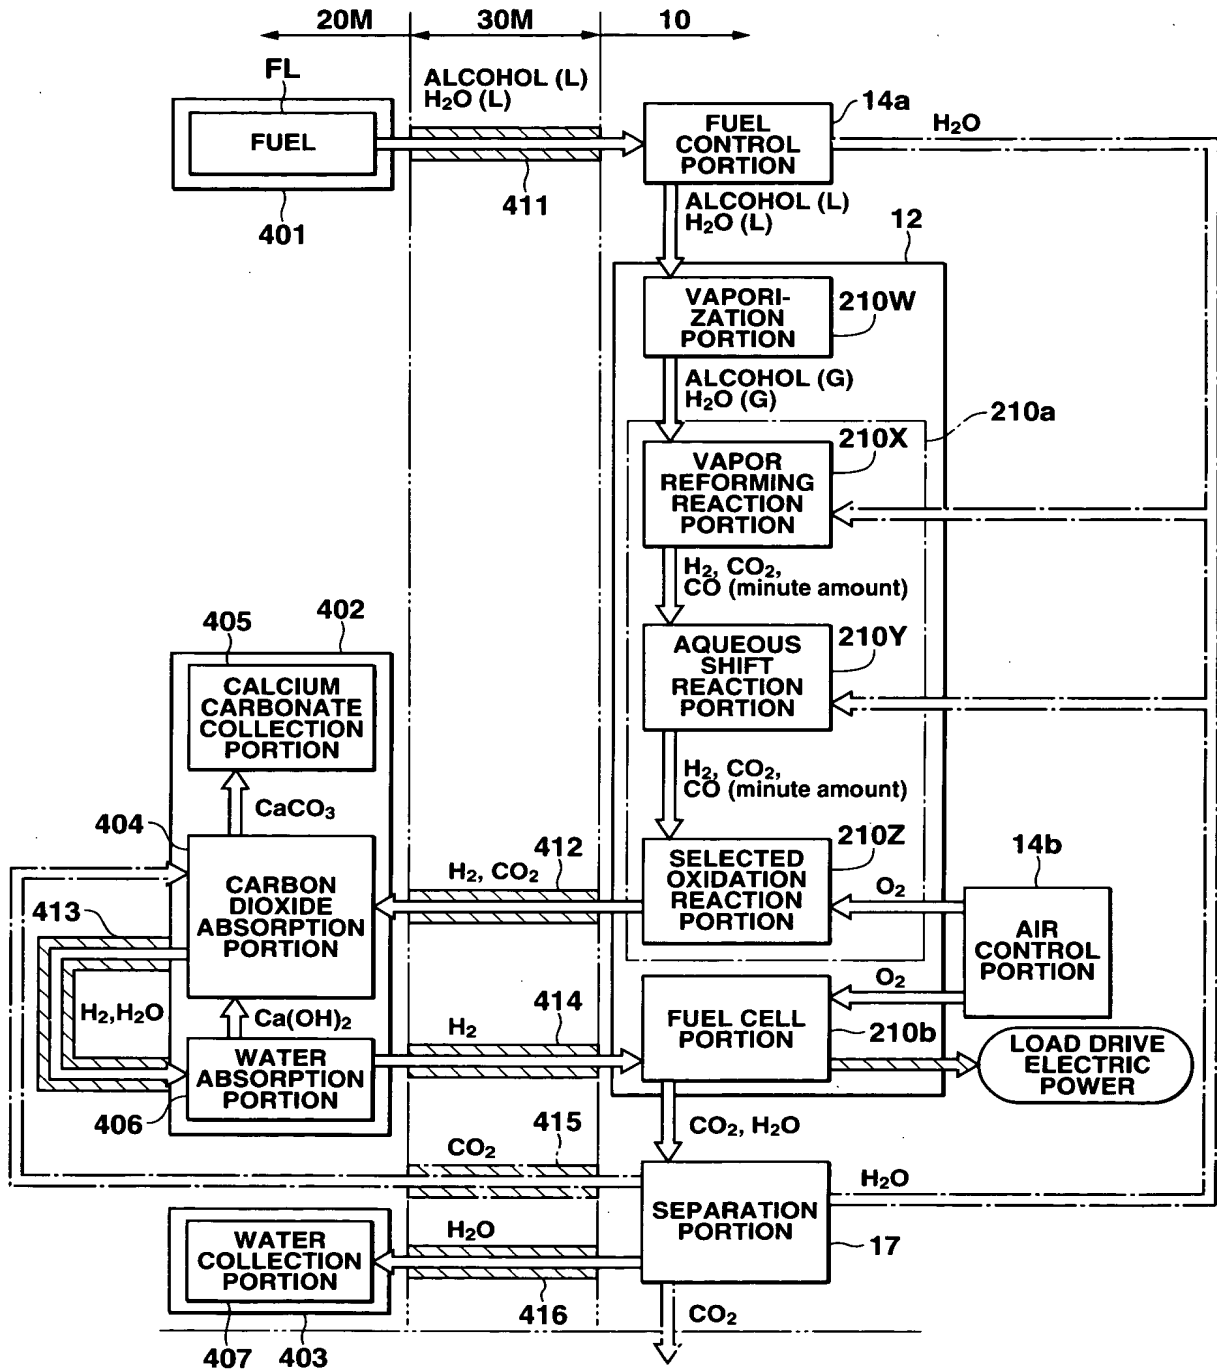 20M
30M
10
FL
ALCOHOL (L)
H₂O (L)
14a
FUEL
FUEL
CONTROL
PORTION
H₂O
411
401
ALCOHOL (L)
H₂O (L)
12
VAPORI-
ZATION
PORTION
210W
ALCOHOL (G)
H₂O (G)
210a
210X
VAPOR
REFORMING
REACTION
PORTION
H₂, CO₂,
CO (minute amount)
402
405
210Y
AQUEOUS
SHIFT
REACTION
PORTION
CALCIUM
CARBONATE
COLLECTION
PORTION
H₂, CO₂,
CO (minute amount)
CaCO₃
404
412
210Z
14b
H₂, CO₂
SELECTED
OXIDATION
REACTION
PORTION
O₂
CARBON
DIOXIDE
ABSORPTION
PORTION
413
AIR
CONTROL
PORTION
O₂
H₂,H₂O
Ca(OH)₂
414
H₂
FUEL CELL
PORTION
210b
WATER
ABSORPTION
PORTION
LOAD DRIVE
ELECTRIC
POWER
406
415
CO₂, H₂O
CO₂
H₂O
SEPARATION
PORTION
H₂O
WATER
COLLECTION
PORTION
17
416
CO₂
407
403